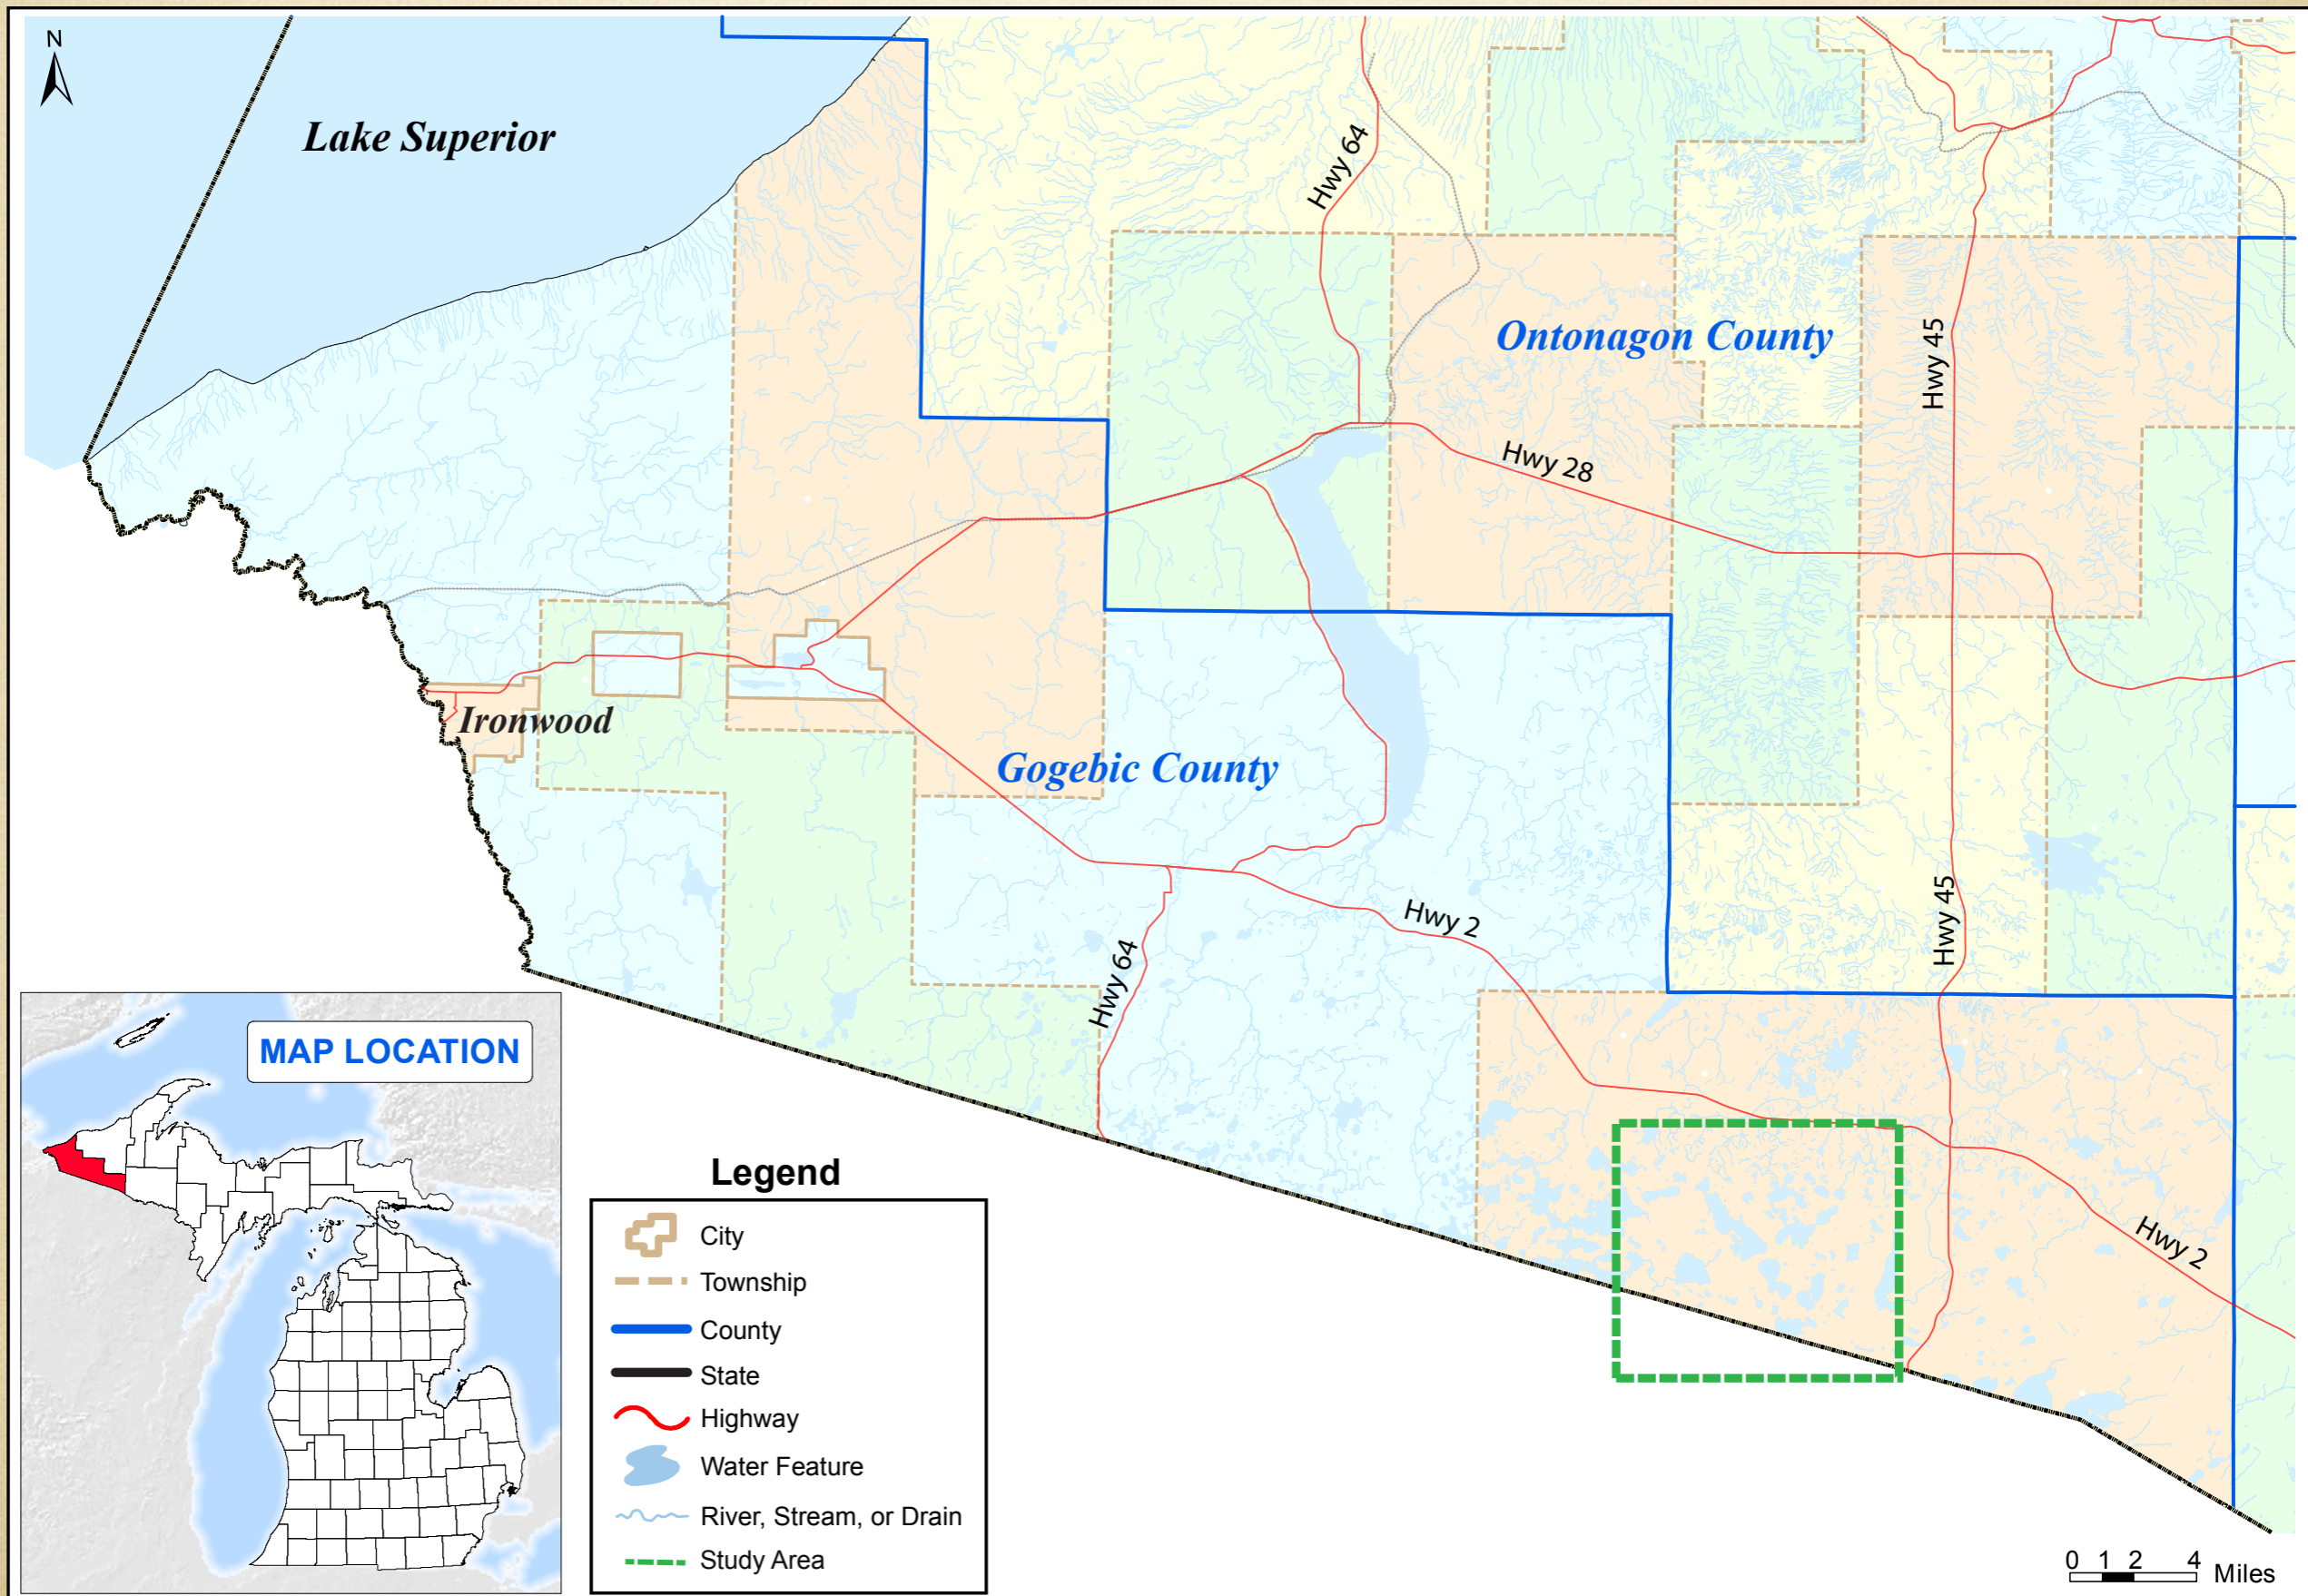 N
Lake Superior
Hwy 64
Ontonagon County
Hwy 45
Hwy 28
Ironwood
Gogebic County
Hwy 45
Hwy 2
Hwy 64
MAP LOCATION
Hwy 2
Legend
City
Township
County
State
Highway
Water Feature
River, Stream, or Drain
Study Area
0 1 2 4 Miles